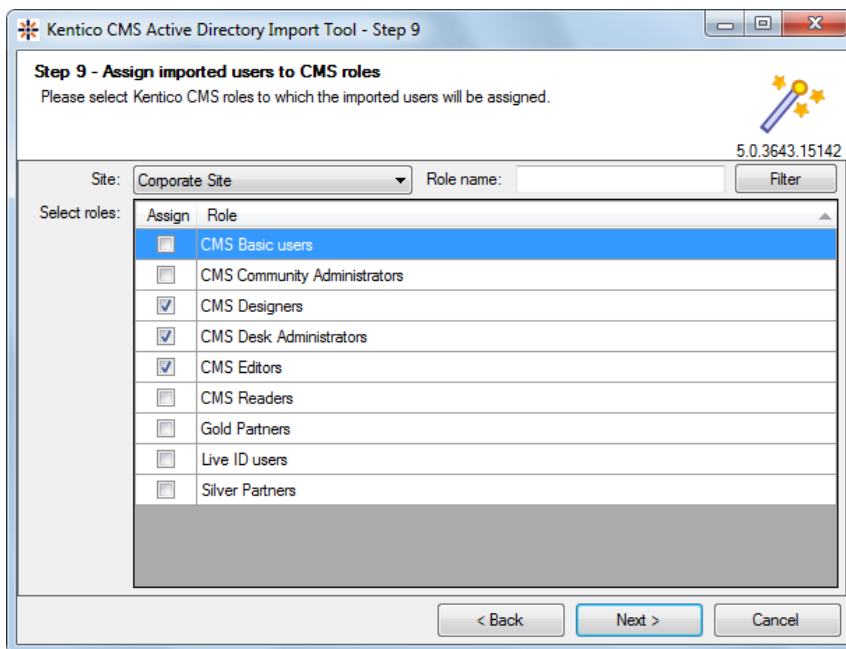 Kentico CMS Active Directory Import Tool - Step 9
Step 9 - Assign imported users to CMS roles
Please select Kentico CMS roles to which the imported users will be assigned.
5.0.3643.15142
Site: Corporate Site Role name: Filter
Select roles: Assign Role
CMS Basic users
CMS Community Administrators
CMS Designers
CMS Desk Administrators
CMS Editors
CMS Readers
Gold Partners
Live ID users
Silver Partners
< Back Next > Cancel